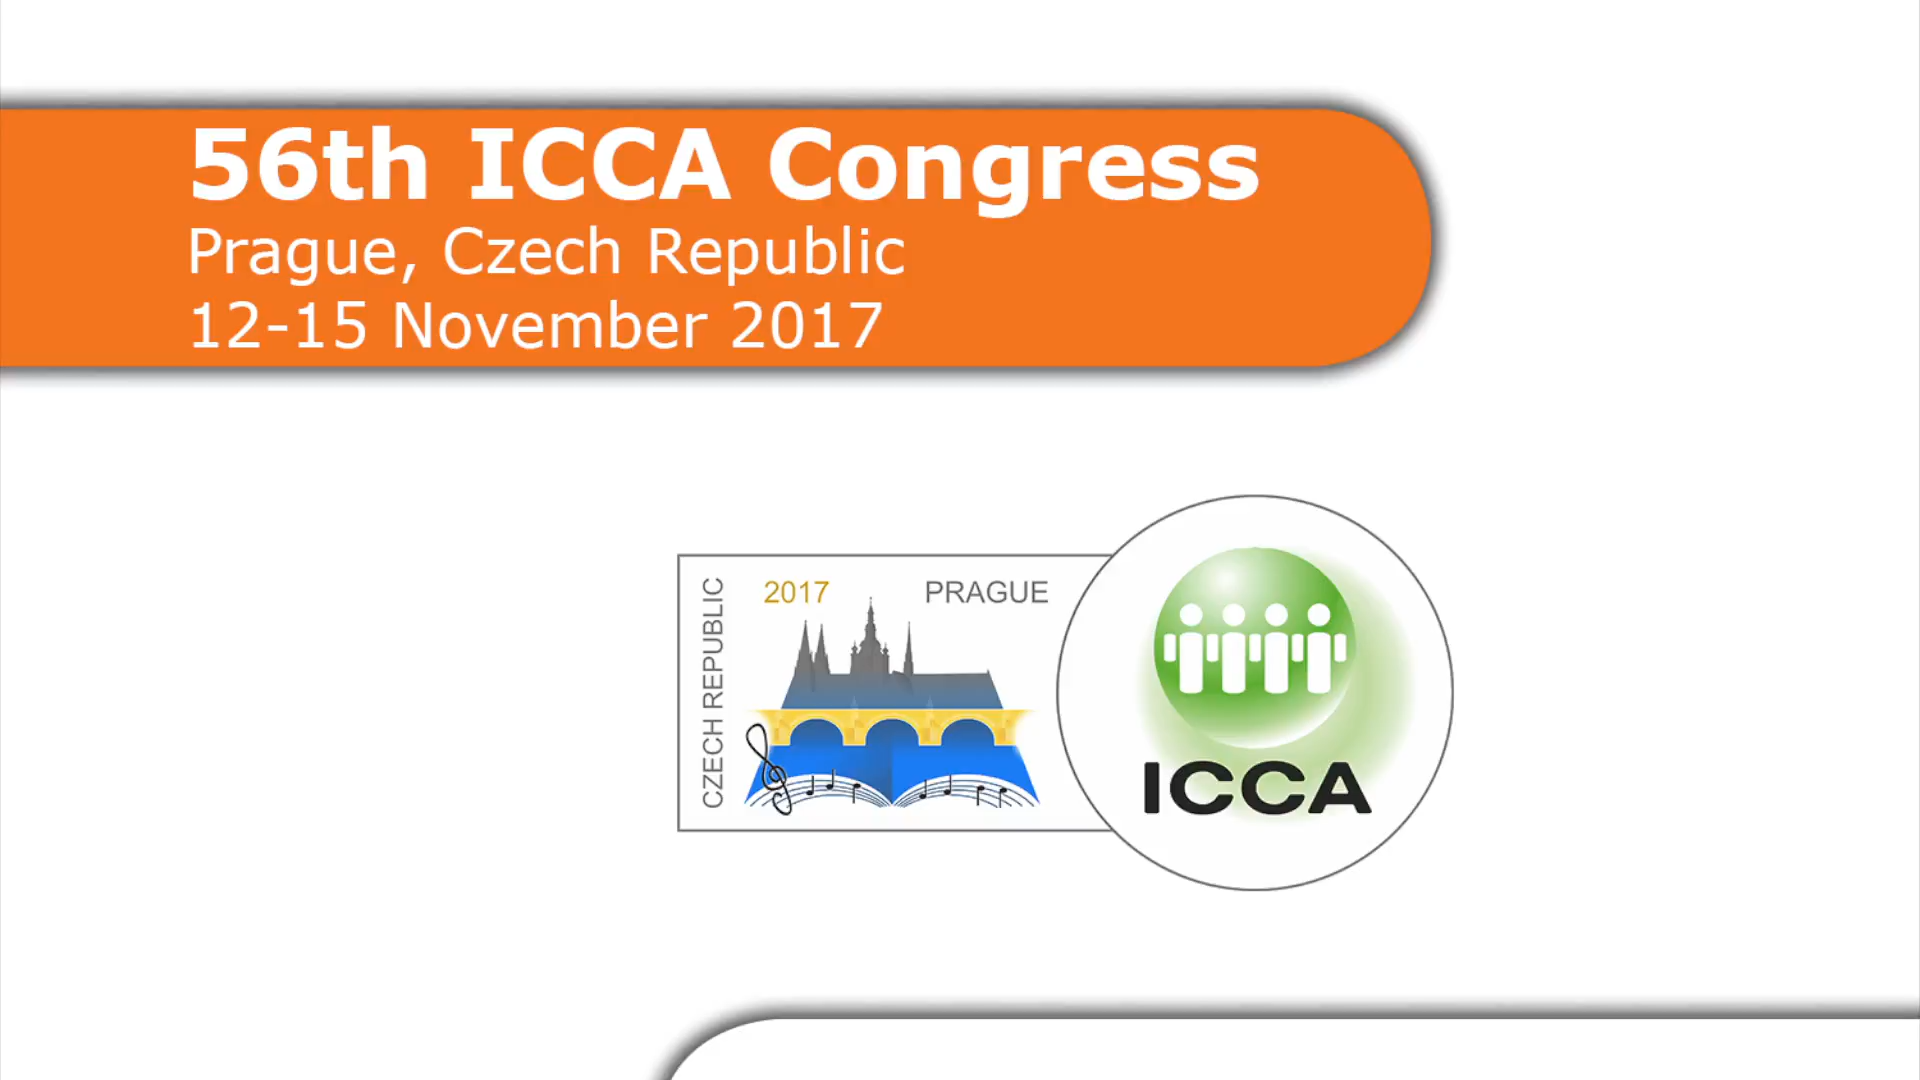 56th ICCA Congress
Prague, Czech Republic
12-15 November 2017
CZECH REPUBLIC
2017
PRAGUE
ICCA